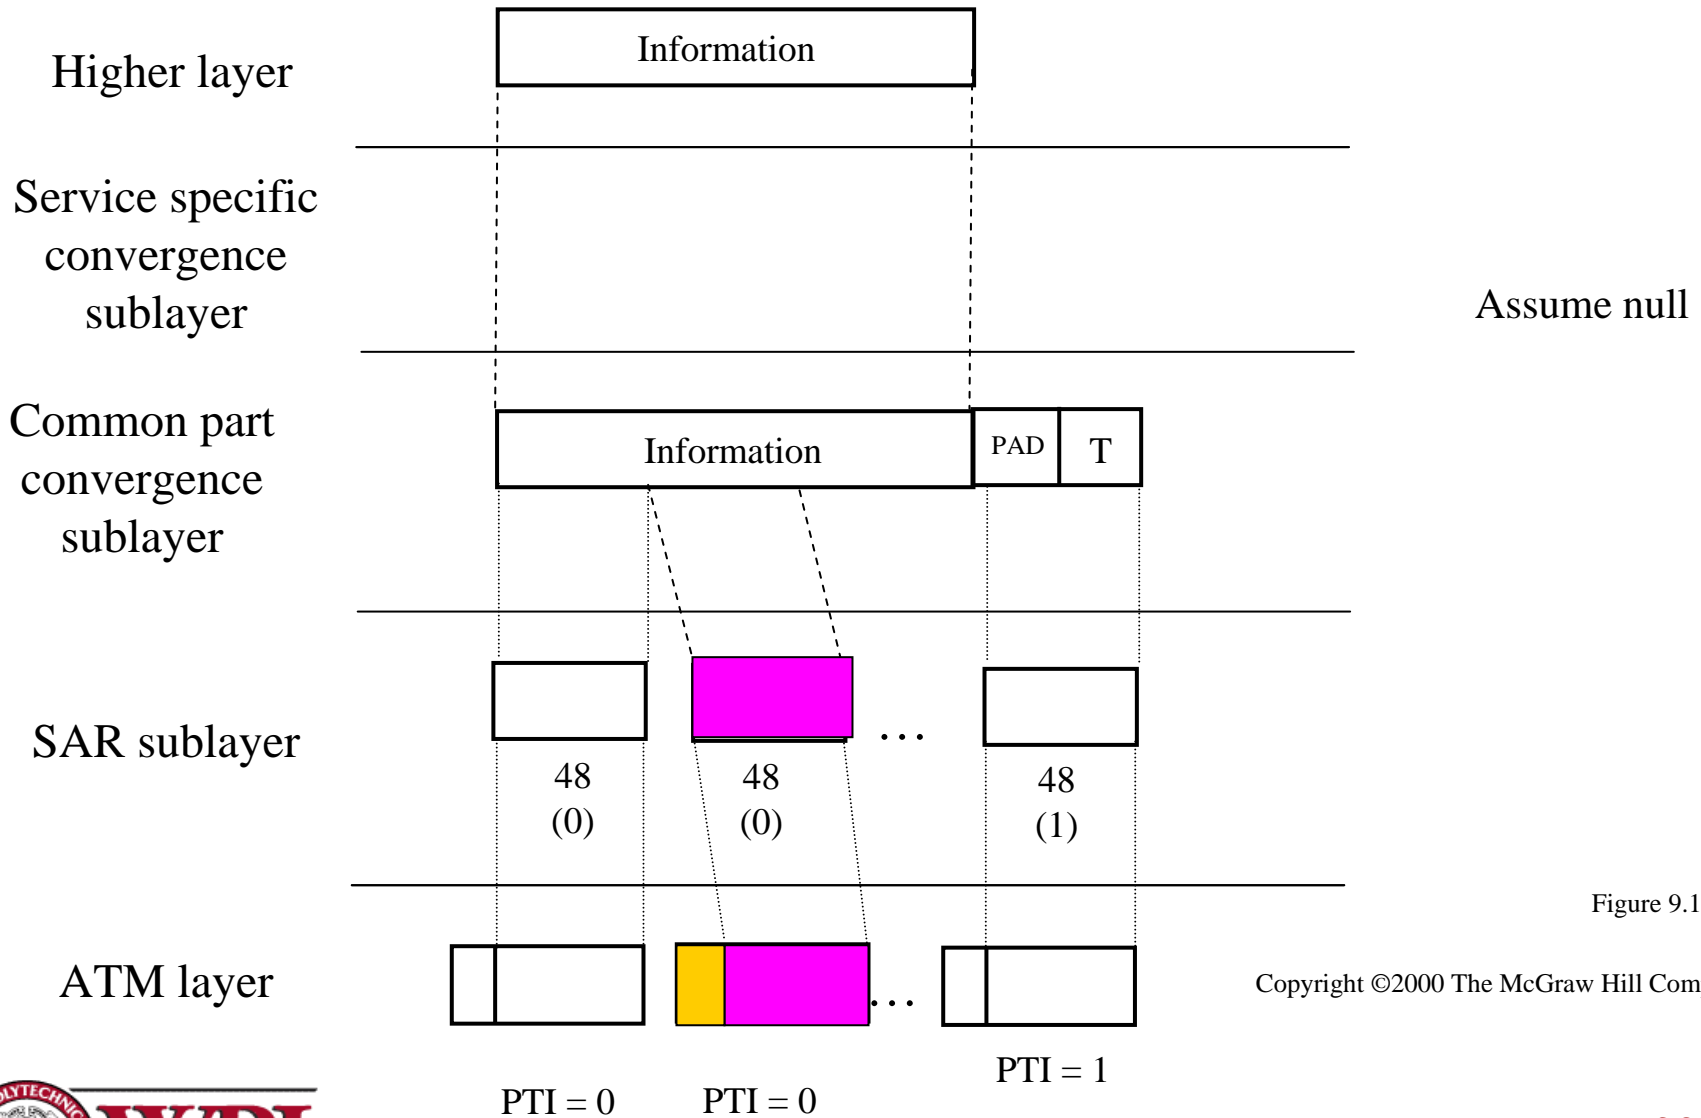 Information
Higher layer
Service specific
convergence
sublayer
Assume null
Common part
convergence
sublayer
Information
PAD
T
SAR sublayer
...
48
(0)
48
(0)
48
(1)
Figure 9.1
ATM layer
...
Copyright ©2000 The McGraw Hill Com
PTI = 0
PTI = 0
PTI = 1